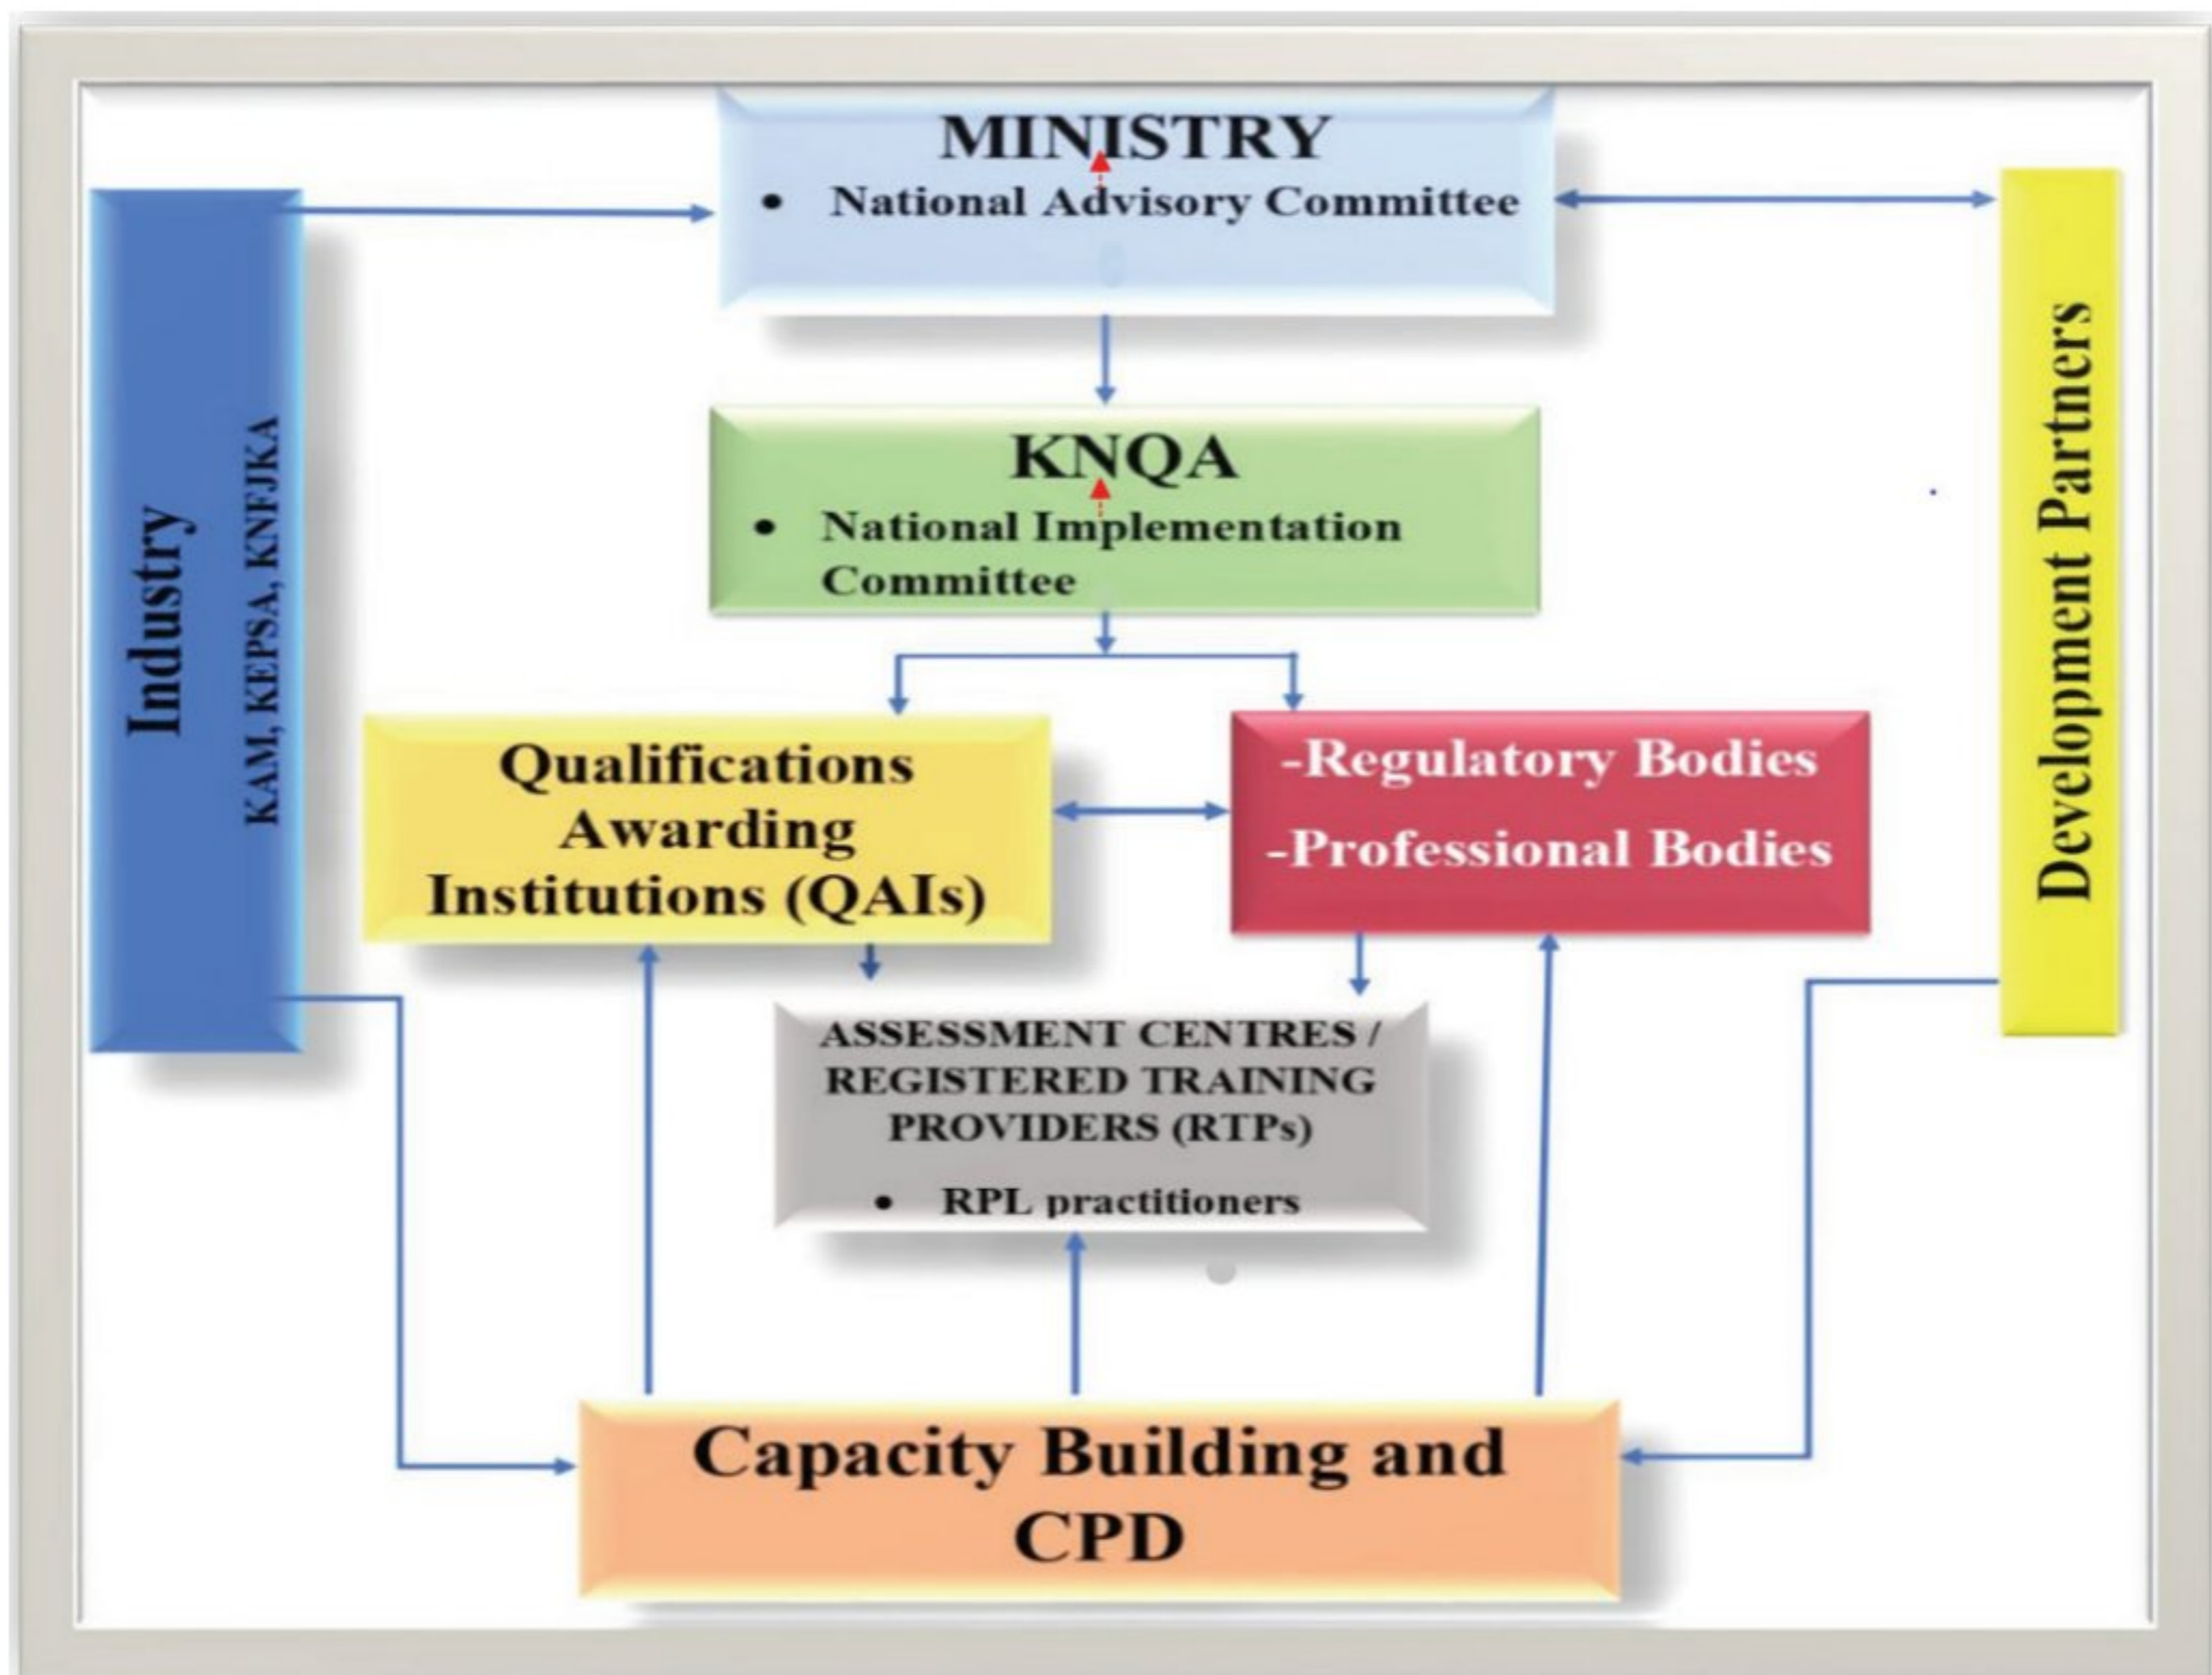 MINISTRY
• National Advisory Committee
Industry
KAM, KEPSA, KNFJKA
Development Partners
KNQA
• National Implementation
Committee
Qualifications
Awarding
Institutions (QAIs)
-Regulatory Bodies
-Professional Bodies
ASSESSMENT CENTRES /
REGISTERED TRAINING
PROVIDERS (RTPs)
• RPL practitioners
Capacity Building and
CPD